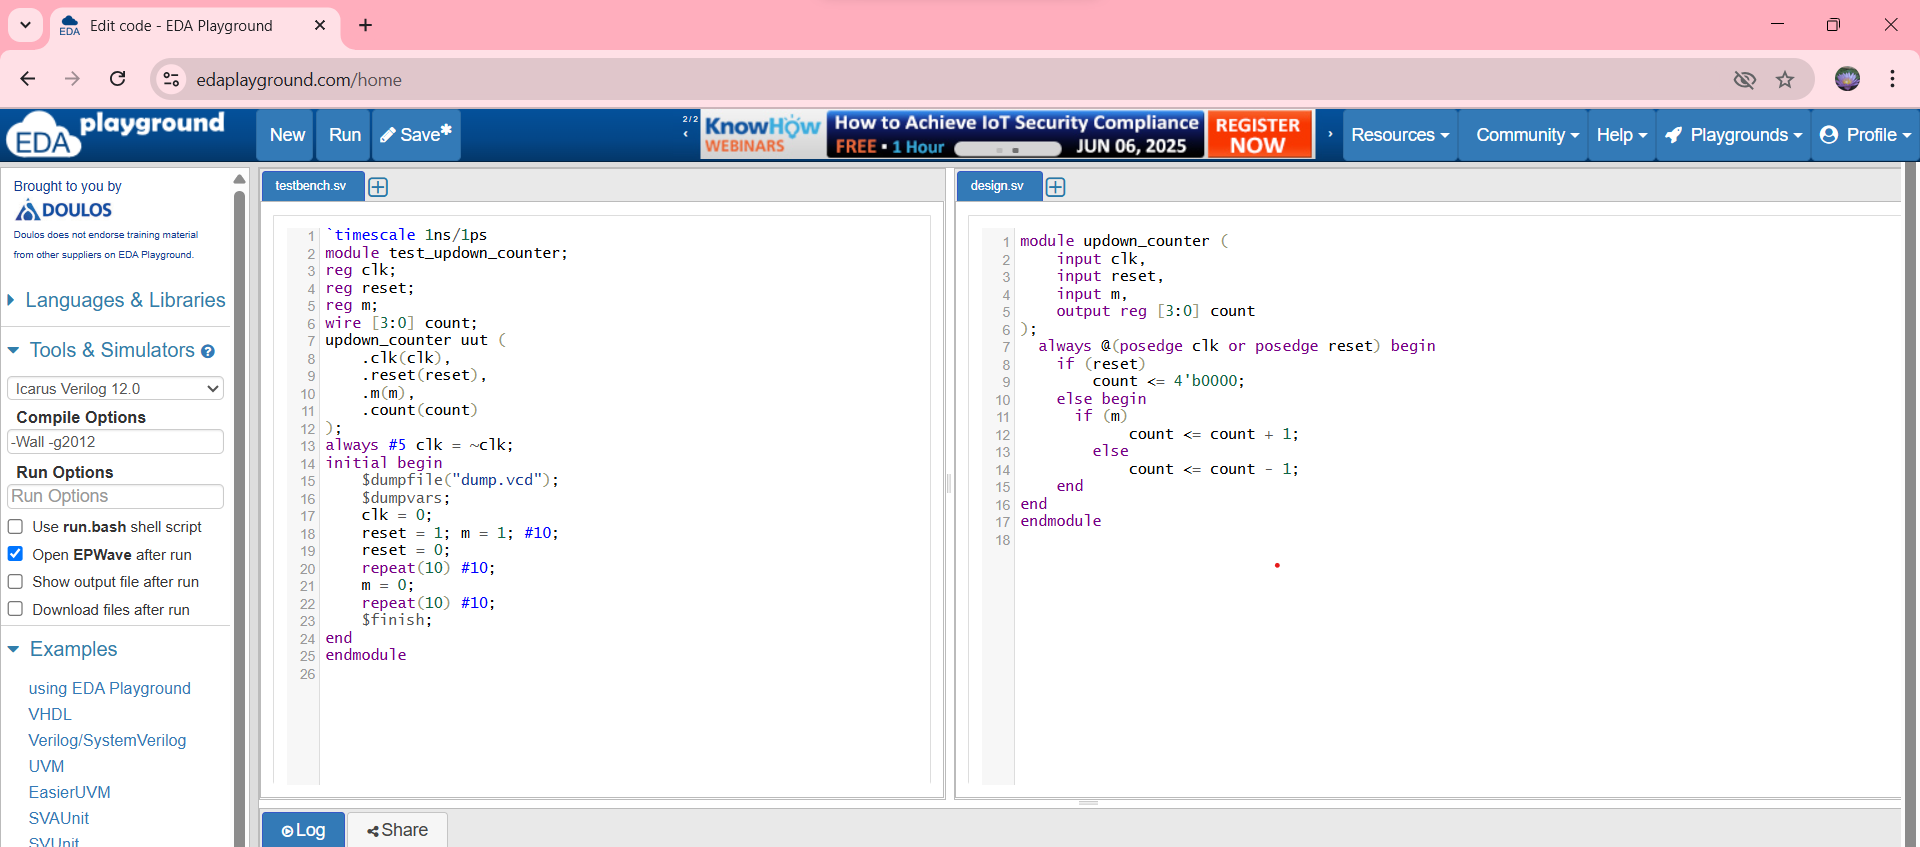 Edit code - EDA Playground
edaplayground.com/home
EDA playground
New
Run
Save*
2/2
KnowHow WEBINARS
How to Achieve IoT Security Compliance
FREE • 1 Hour
JUN 06, 2025
REGISTER NOW
Resources
Community
Help
Playgrounds
Profile
Brought to you by
DOULOS
Doulos does not endorse training material
from other suppliers on EDA Playground.
Languages & Libraries
Tools & Simulators
Icarus Verilog 12.0
Compile Options
-Wall -g2012
Run Options
Run Options
Use run.bash shell script
Open EPWave after run
Show output file after run
Download files after run
Examples
using EDA Playground
VHDL
Verilog/SystemVerilog
UVM
EasierUVM
SVAUnit
SVUnit
testbench.sv
1 `timescale 1ns/1ps
2 module test_updown_counter;
3 reg clk;
4 reg reset;
5 reg m;
6 wire [3:0] count;
7 updown_counter uut (
8     .clk(clk),
9     .reset(reset),
10     .m(m),
11     .count(count)
12 );
13 always #5 clk = ~clk;
14 initial begin
15     $dumpfile("dump.vcd");
16     $dumpvars;
17     clk = 0;
18     reset = 1; m = 1; #10;
19     reset = 0;
20     repeat(10) #10;
21     m = 0;
22     repeat(10) #10;
23     $finish;
24 end
25 endmodule
26
design.sv
1 module updown_counter (
2     input clk,
3     input reset,
4     input m,
5     output reg [3:0] count
6 );
7   always @(posedge clk or posedge reset) begin
8     if (reset)
9         count <= 4'b0000;
10     else begin
11       if (m)
12             count <= count + 1;
13         else
14             count <= count - 1;
15     end
16 end
17 endmodule
18
Log
Share